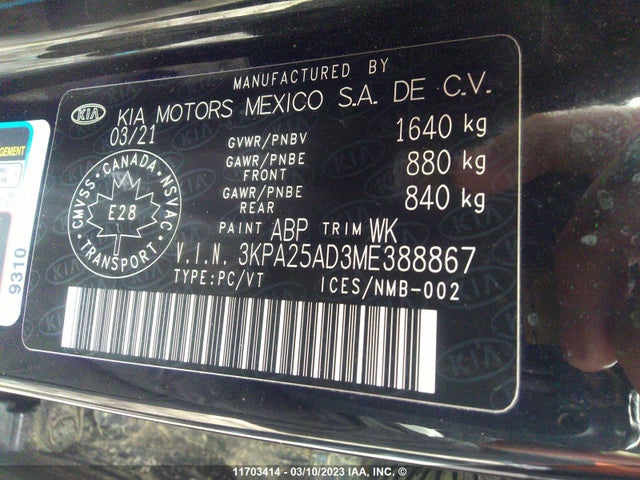 MANUFACTURED BY
KIA KIA MOTORS MEXICO S.A. DE C.V.
03/21
GVWR/PNBV 1640 kg
GAWR/PNBE FRONT 880 kg
GAWR/PNBE REAR 840 kg
CMVSS · CANADA · NSVAC
E28
TRANSPORT
PAINT ABP TRIM WK
V.I.N. 3KPA25AD3ME388867
TYPE:PC/VT ICES/NMB-002
9310
11703414 - 03/10/2023 IAA, INC. ©